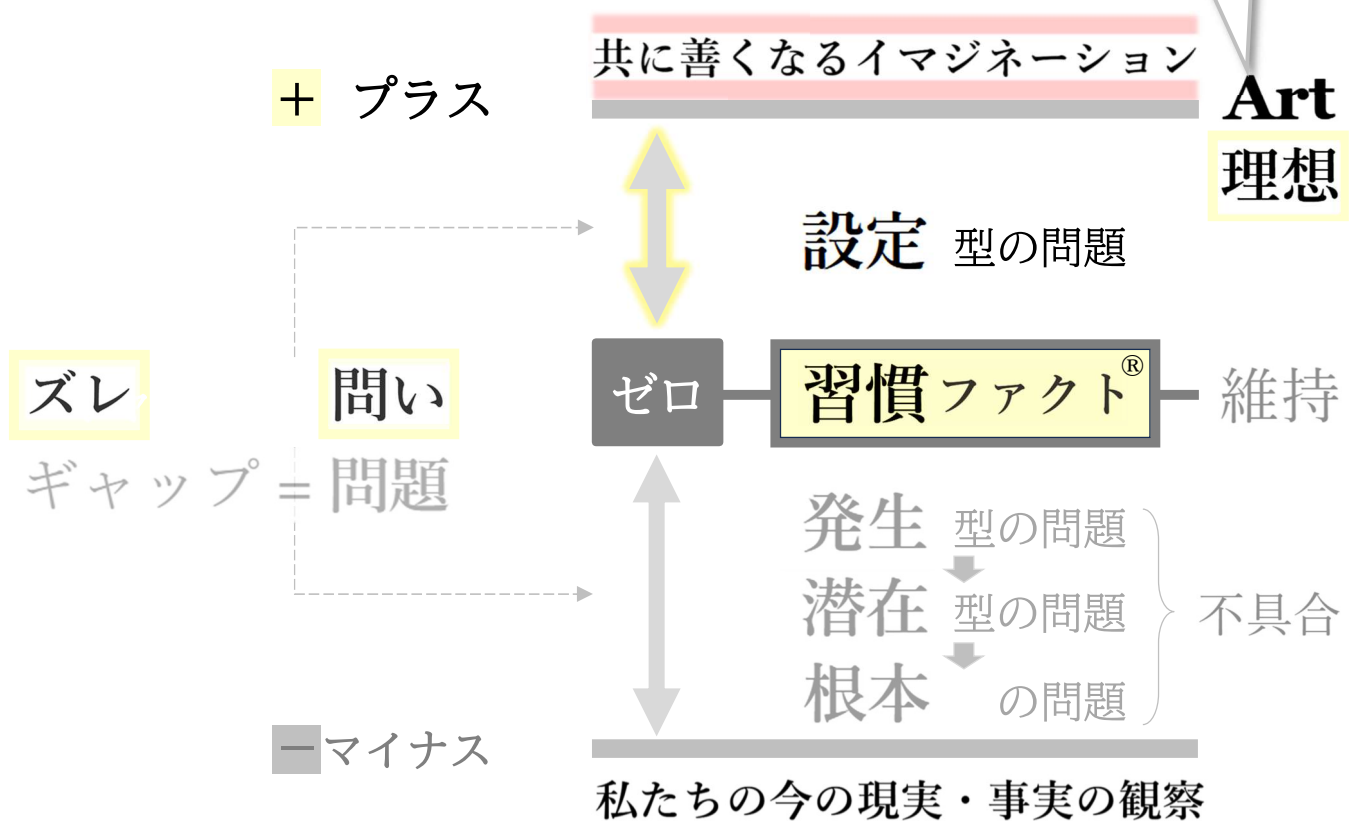 共に善くなるイマジネーション
＋ プラス
Art
理想
設定 型の問題
ズレ
問い
ゼロ
習慣ファクト®
維持
ギャップ = 問題
発生 型の問題
潜在 型の問題
不具合
根本 の問題
－マイナス
私たちの今の現実・事実の観察